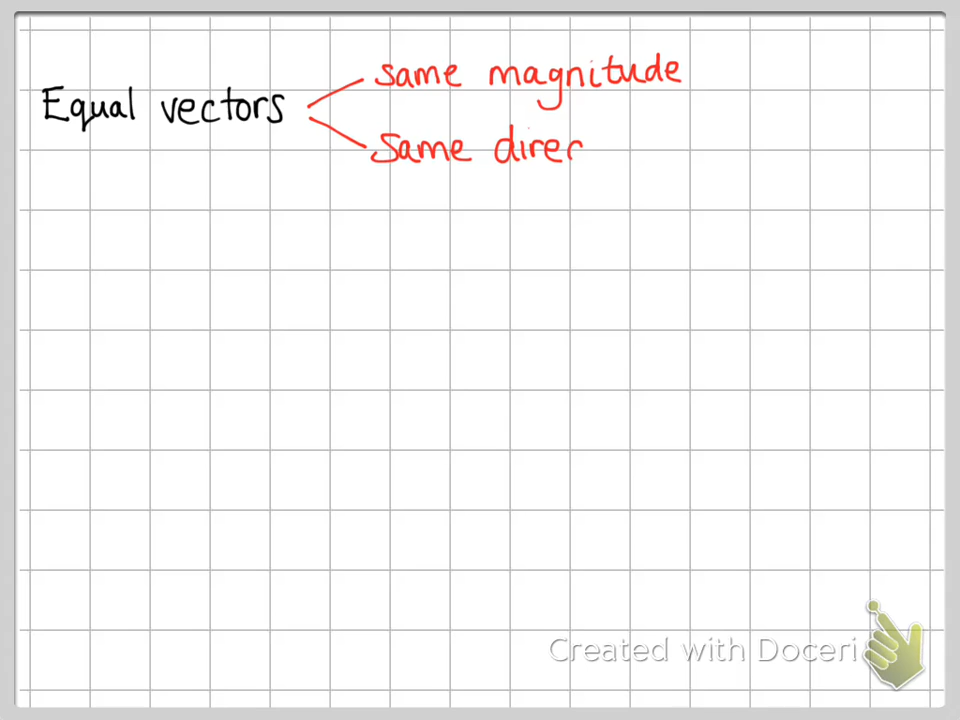 same magnitude
Equal vectors
same direc
Created with Doceri